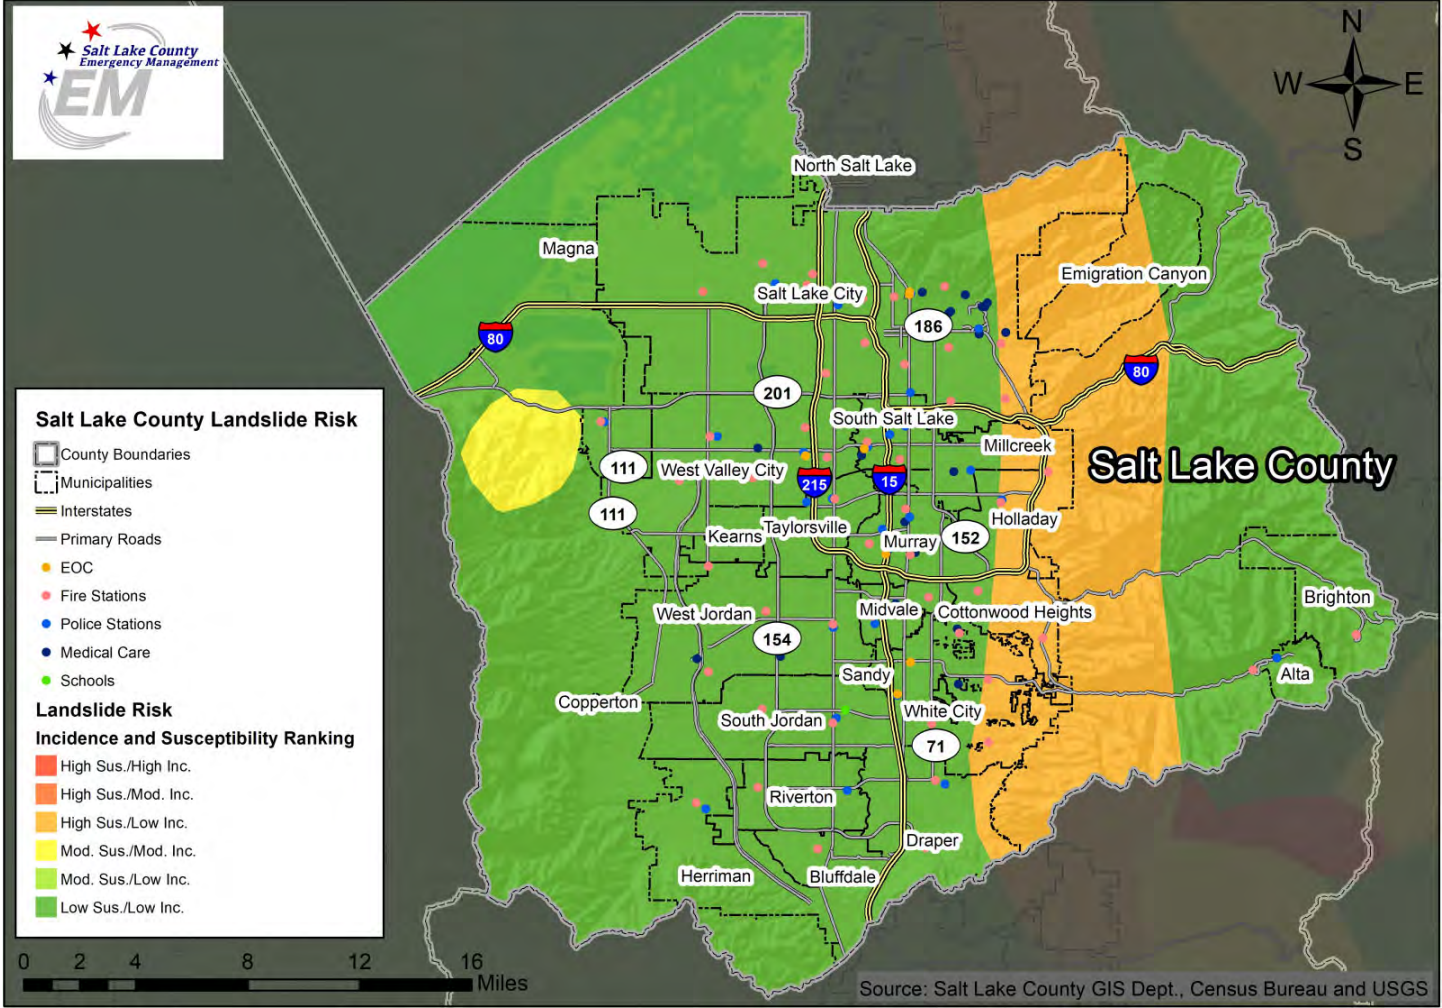 Salt Lake County
Emergency Management
EM
N
W E
S
North Salt Lake
Magna
Emigration Canyon
Salt Lake City
186
80
80
201
Salt Lake County Landslide Risk
County Boundaries
Municipalities
Interstates
Primary Roads
EOC
Fire Stations
Police Stations
Medical Care
Schools
Landslide Risk
Incidence and Susceptibility Ranking
High Sus./High Inc.
High Sus./Mod. Inc.
High Sus./Low Inc.
Mod. Sus./Mod. Inc.
Mod. Sus./Low Inc.
Low Sus./Low Inc.
South Salt Lake
Millcreek
Salt Lake County
111
West Valley City
215
15
111
Holladay
Taylorsville
Kearns
Murray
152
Brighton
West Jordan
Midvale
Cottonwood Heights
154
Sandy
Alta
Copperton
White City
South Jordan
71
Riverton
Draper
Herriman
Bluffdale
0 2 4 8 12 16
Miles
Source: Salt Lake County GIS Dept., Census Bureau and USGS